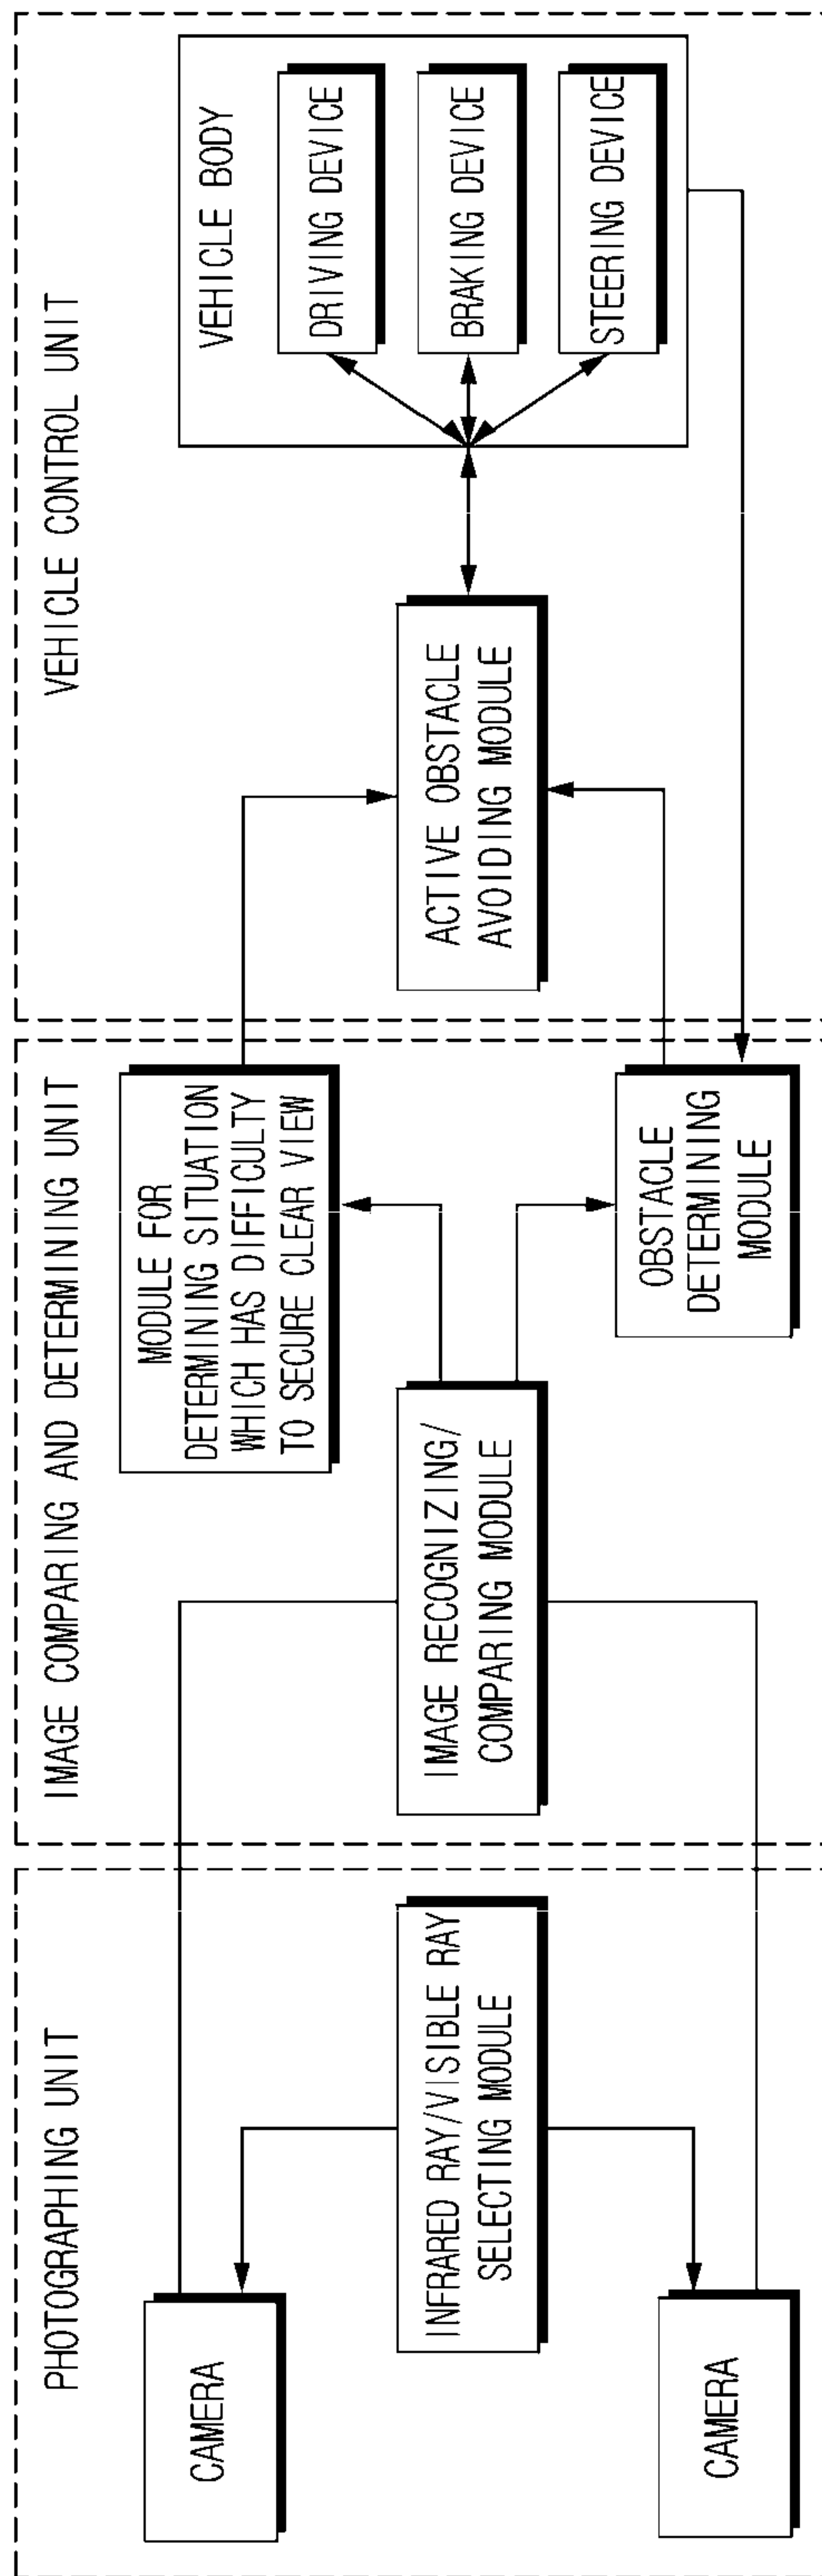 PHOTOGRAPHING UNIT
CAMERA
INFRARED RAY/VISIBLE RAY
SELECTING MODULE
CAMERA
IMAGE COMPARING AND DETERMINING UNIT
MODULE FOR
DETERMINING SITUATION
WHICH HAS DIFFICULTY
TO SECURE CLEAR VIEW
IMAGE RECOGNIZING/
COMPARING MODULE
OBSTACLE
DETERMINING
MODULE
VEHICLE CONTROL UNIT
ACTIVE OBSTACLE
AVOIDING MODULE
VEHICLE BODY
DRIVING DEVICE
BRAKING DEVICE
STEERING DEVICE